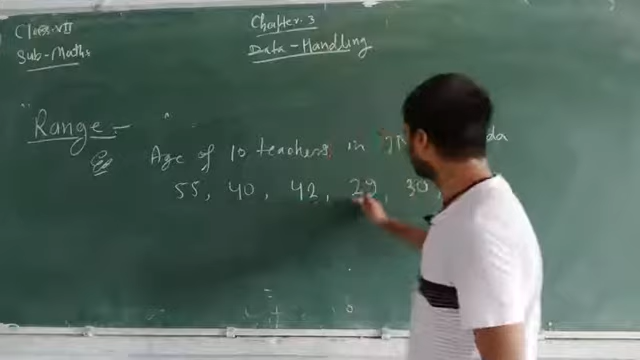 Class-VII
Chapter-3
Sub-Maths
Data-Handling
Range:-
Ex Age of 10 teachers in
55, 40, 42, 29, 30,